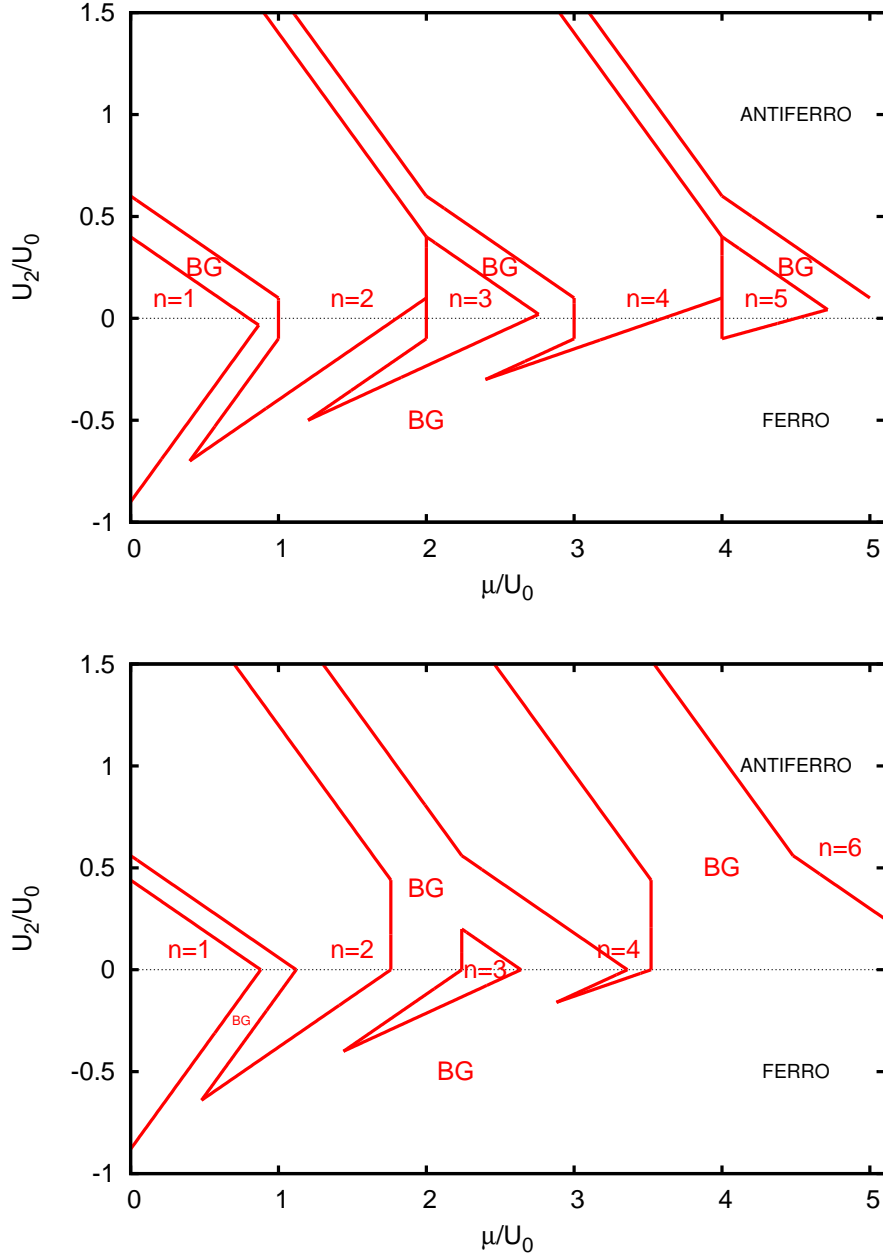 1.5
1
0.5
0
-0.5
-1
U2/U0
ANTIFERRO
BG
BG
BG
n=1
n=2
n=3
n=4
n=5
BG
FERRO
0
1
2
3
4
5
μ/U0
1.5
1
0.5
0
-0.5
-1
U2/U0
ANTIFERRO
BG
BG
n=6
n=1
n=2
n=3
n=4
BG
BG
FERRO
0
1
2
3
4
5
μ/U0